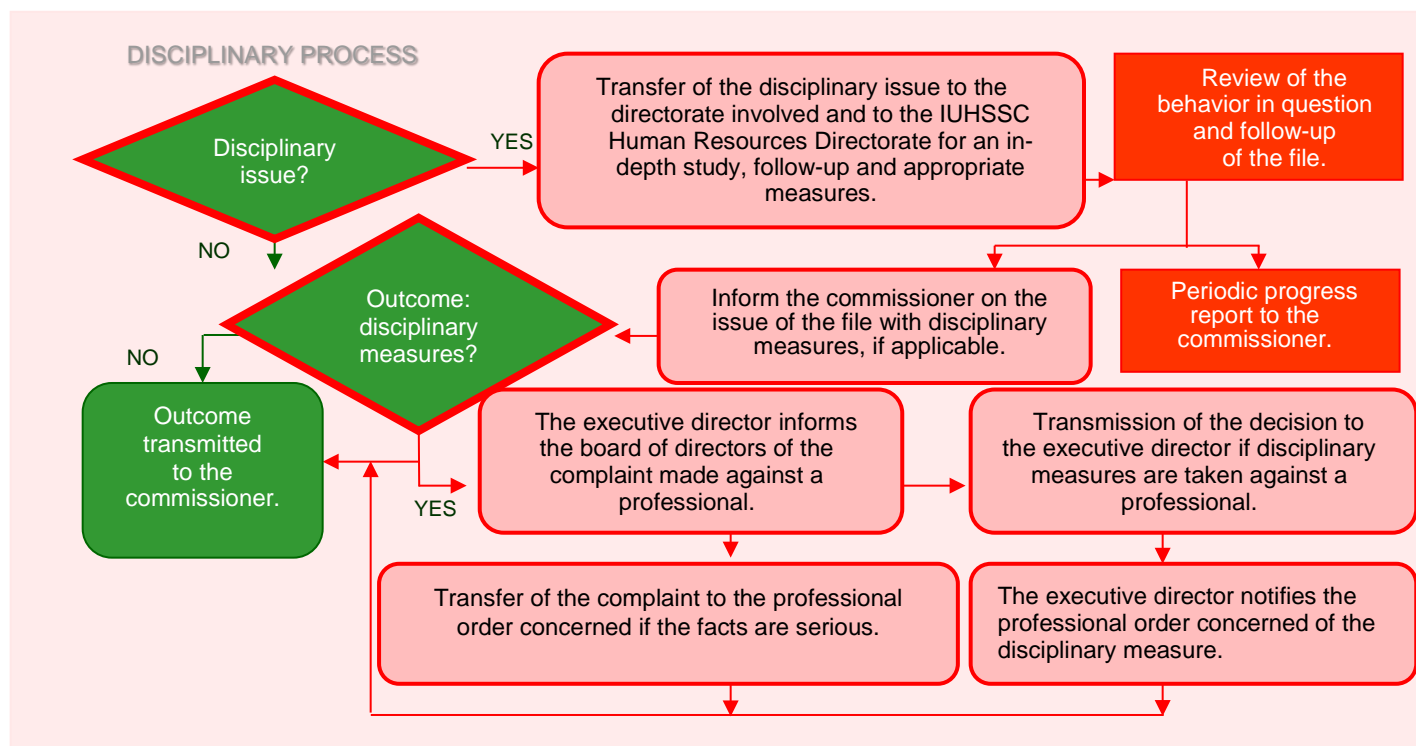 DISCIPLINARY PROCESS
Disciplinary
issue?
YES
Transfer of the disciplinary issue to the
directorate involved and to the IUHSSC
Human Resources Directorate for an in-
depth study, follow-up and appropriate
measures.
Review of the
behavior in question
and follow-up
of the file.
NO
Outcome:
disciplinary
measures?
Inform the commissioner on the
issue of the file with disciplinary
measures, if applicable.
Periodic progress
report to the
commissioner.
NO
Outcome
transmitted
to the
commissioner.
YES
The executive director informs
the board of directors of the
complaint made against a
professional.
Transmission of the decision to
the executive director if disciplinary
measures are taken against a
professional.
Transfer of the complaint to the professional
order concerned if the facts are serious.
The executive director notifies the
professional order concerned of the
disciplinary measure.